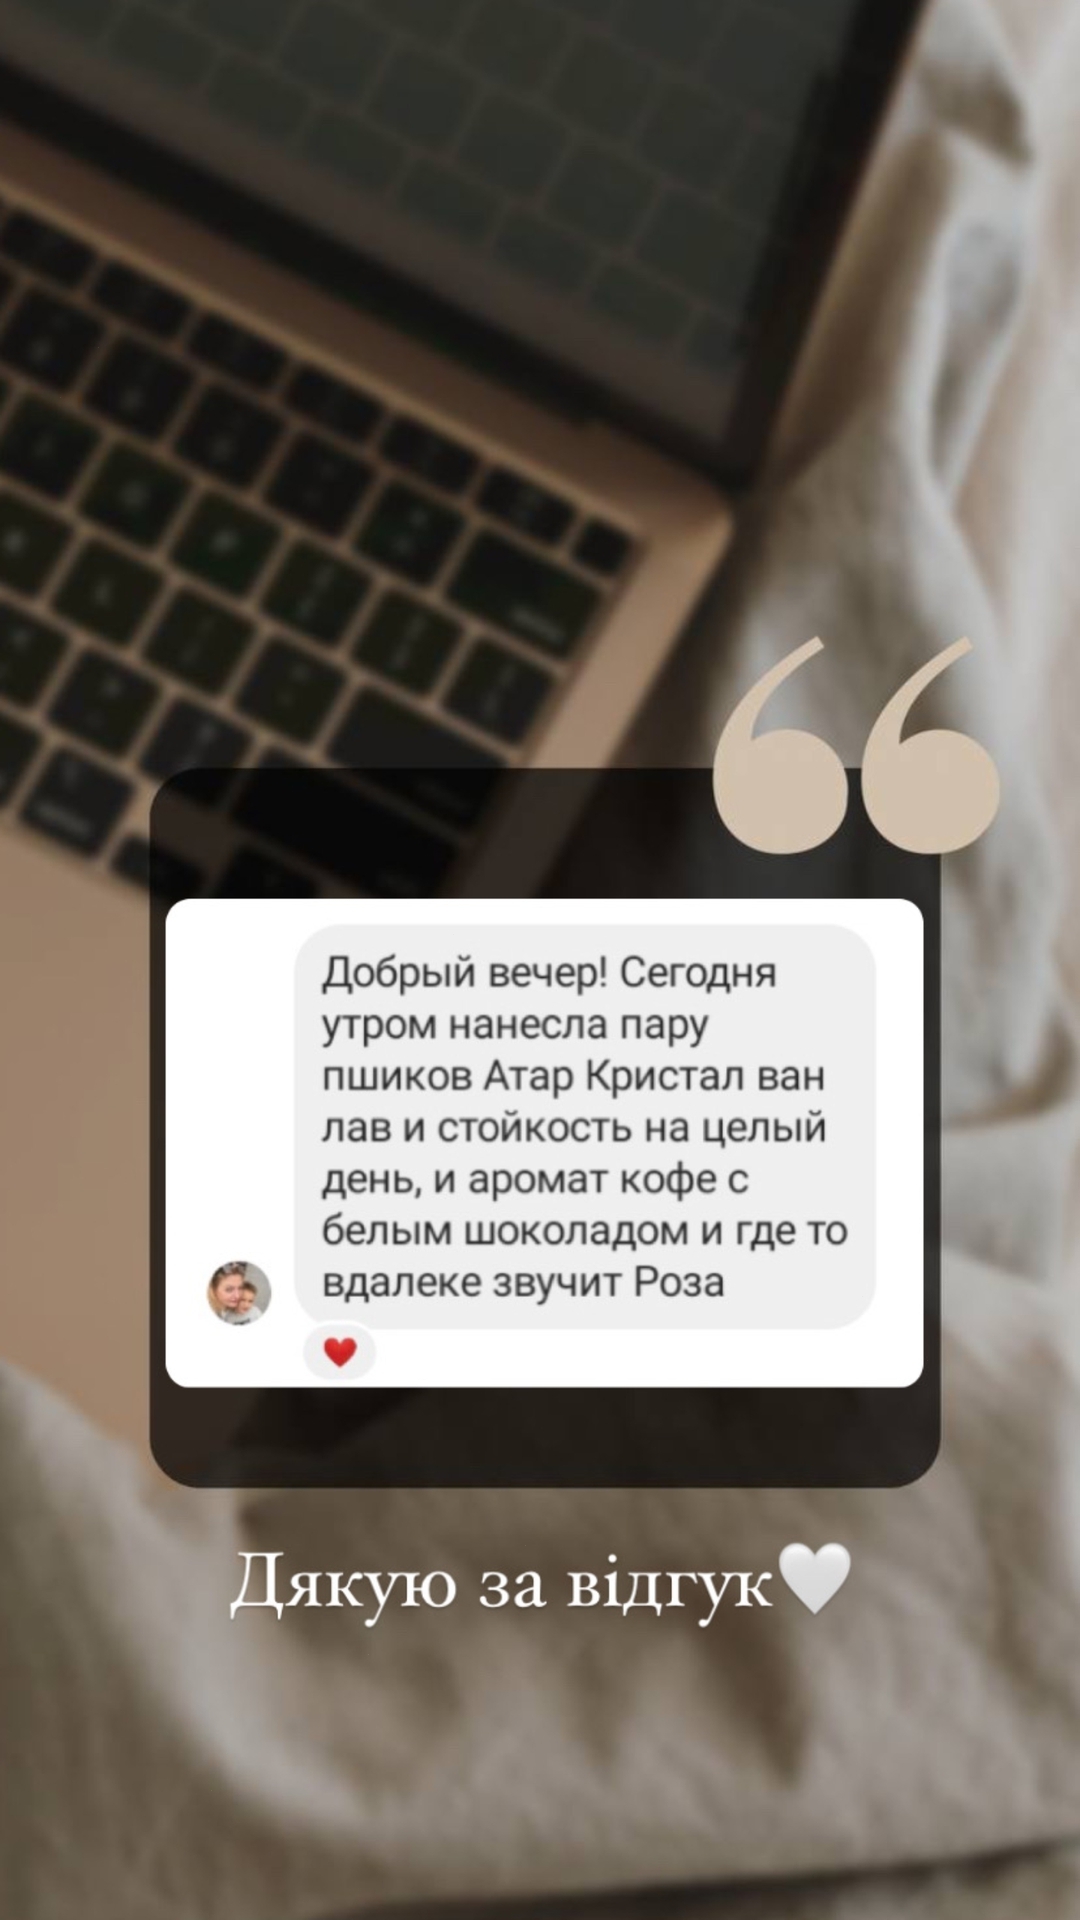 Добрый вечер! Сегодня
утром нанесла пару
пшиков Атар Кристал ван
лав и стойкость на целый
день, и аромат кофе с
белым шоколадом и где то
вдалеке звучит Роза
Дякую за відгук